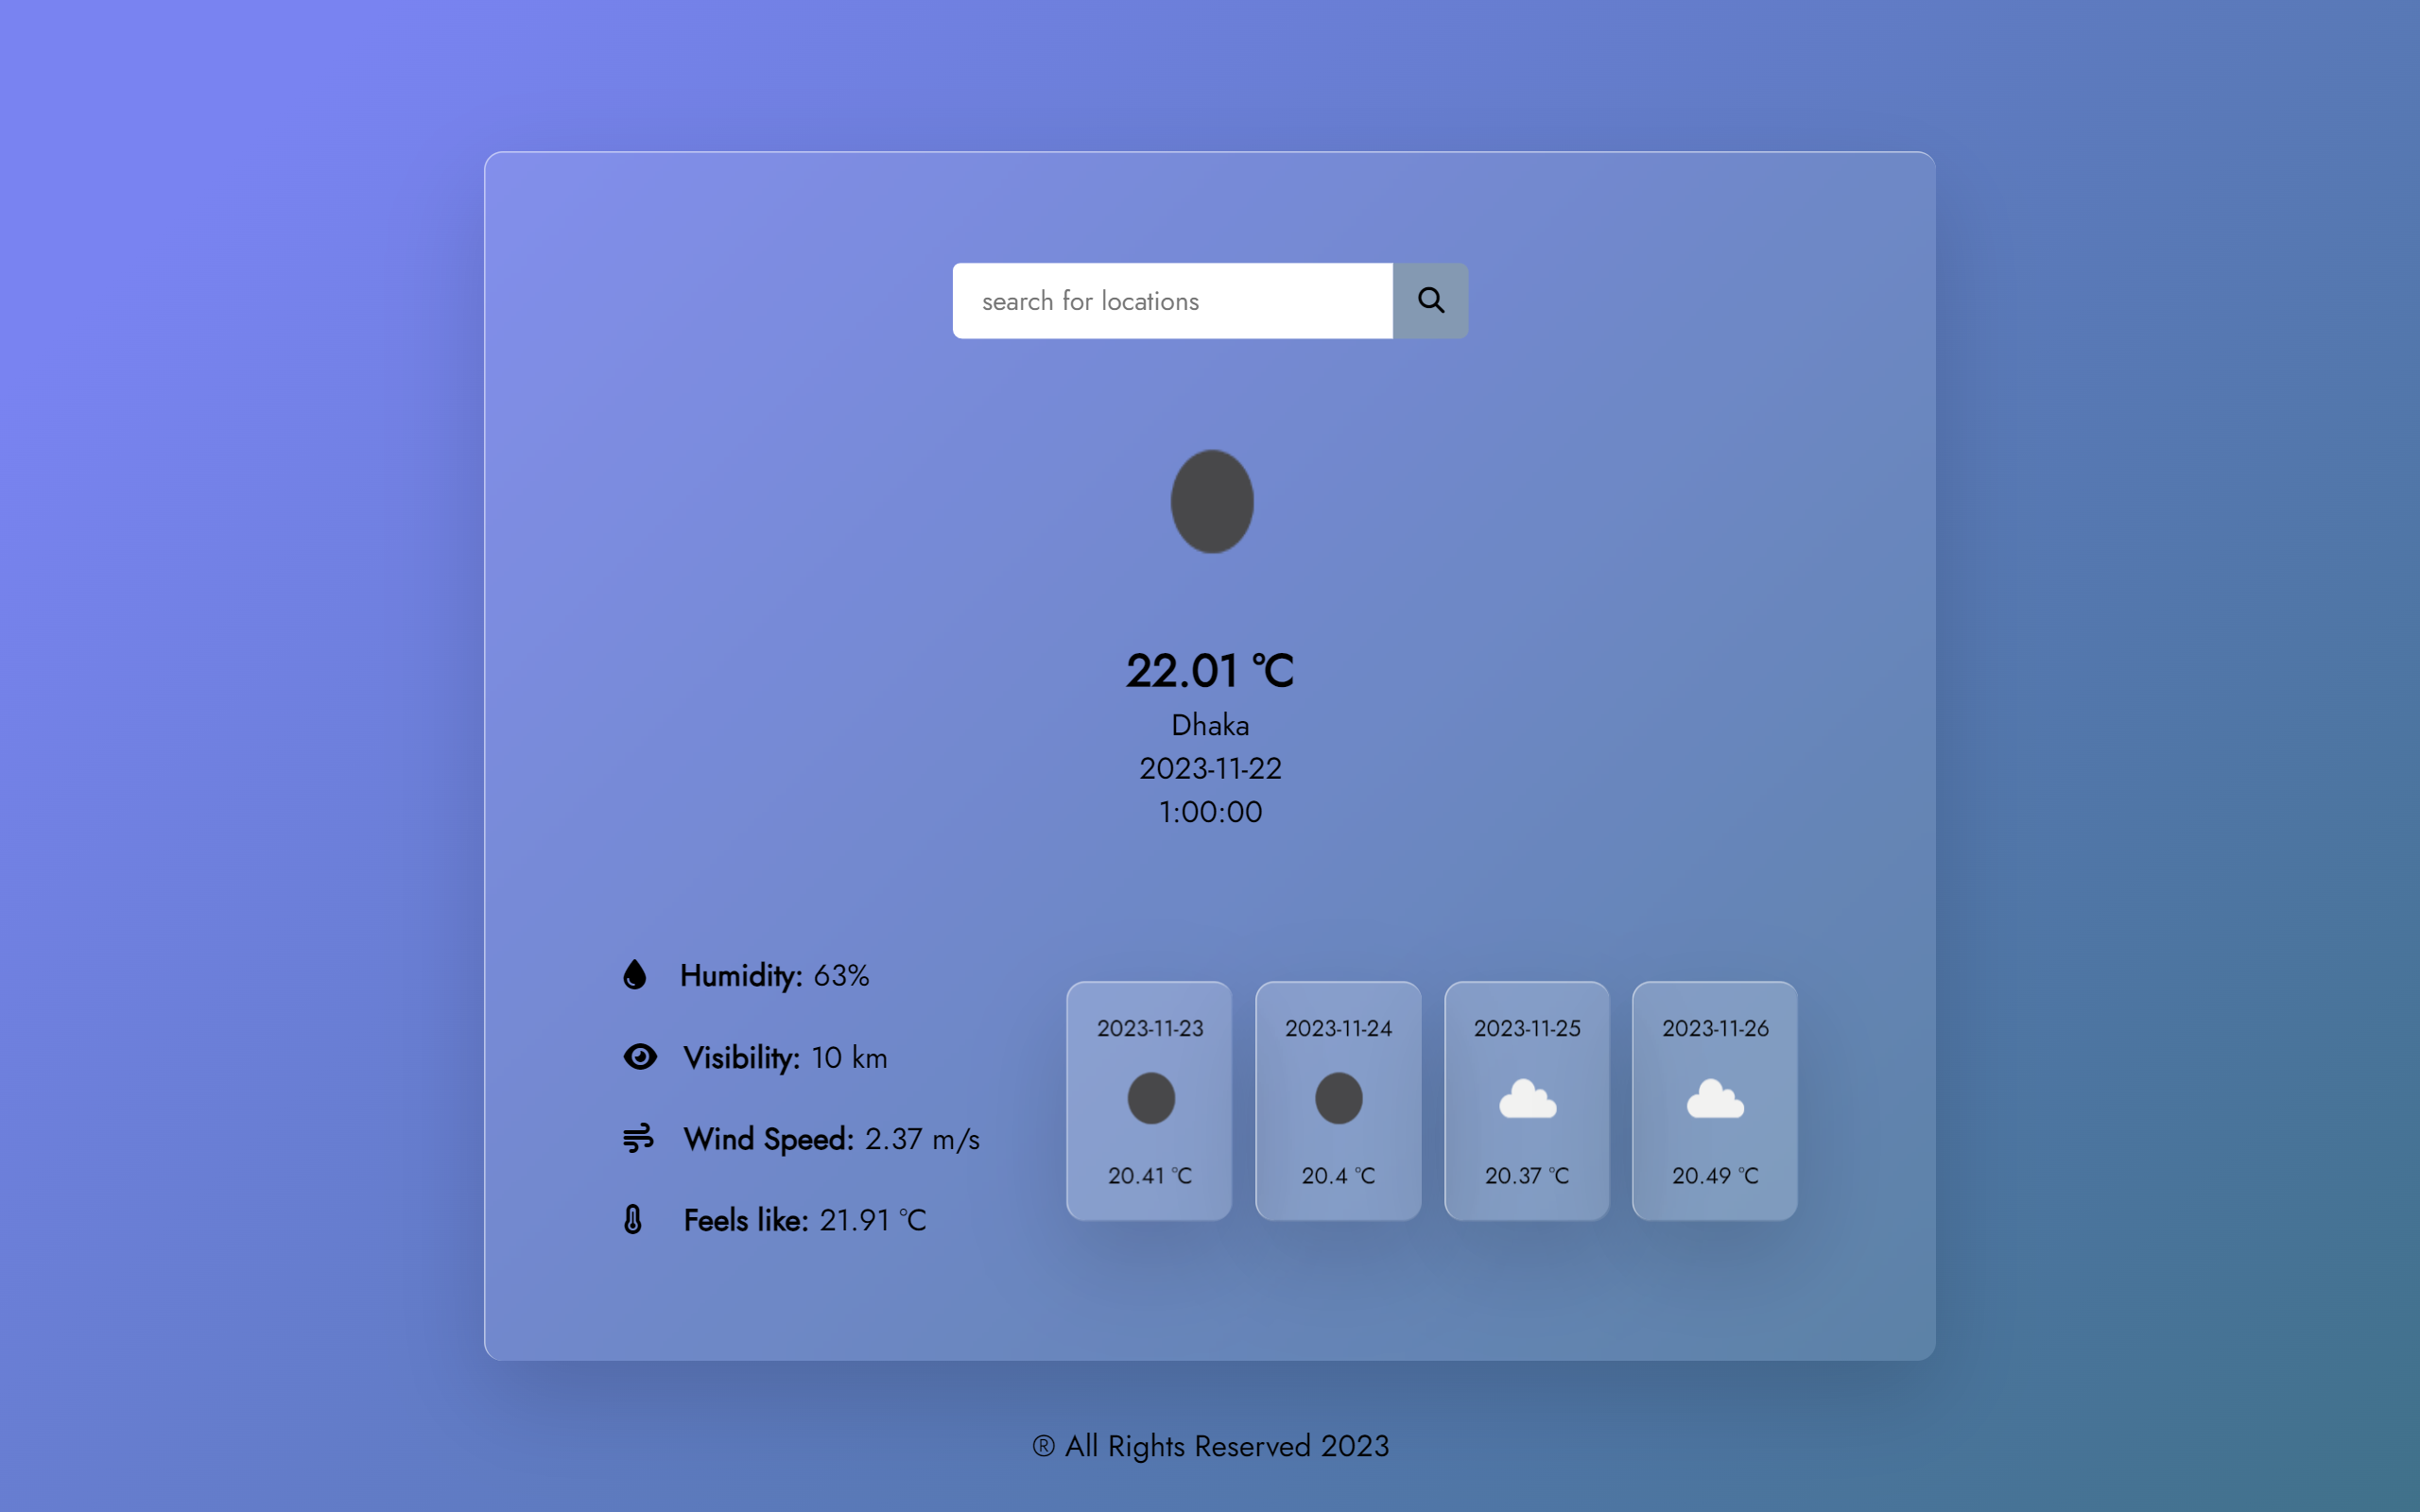 search for locations
22.01 °C
Dhaka
2023-11-22
1:00:00
Humidity: 63%
Visibility: 10 km
Wind Speed: 2.37 m/s
Feels like: 21.91 °C
2023-11-23
20.41 °C
2023-11-24
20.4 °C
2023-11-25
20.37 °C
2023-11-26
20.49 °C
® All Rights Reserved 2023